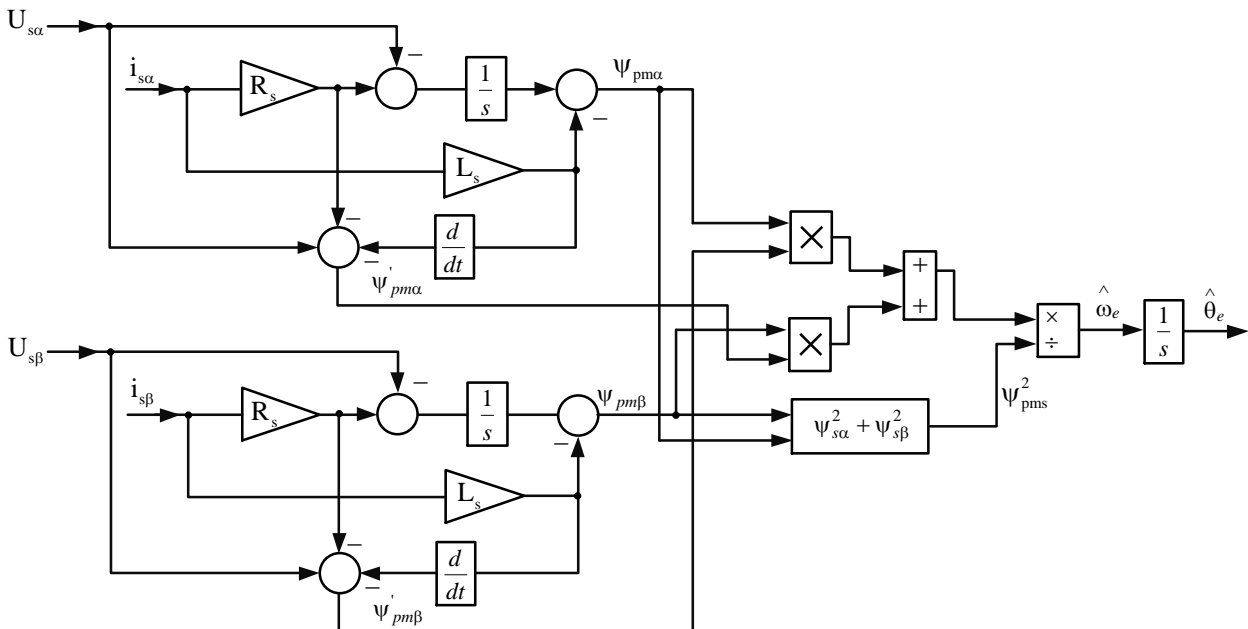 U_sα
i_sα
R_s
−
1/s
−
ψ_pmα
L_s
−
−
d/dt
ψ'_pmα
×
+
+
×
×
÷
ω̂_e
1/s
θ̂_e
U_sβ
i_sβ
R_s
−
1/s
−
ψ_pmβ
ψ²_sα + ψ²_sβ
ψ²_pms
L_s
−
−
d/dt
ψ'_pmβ